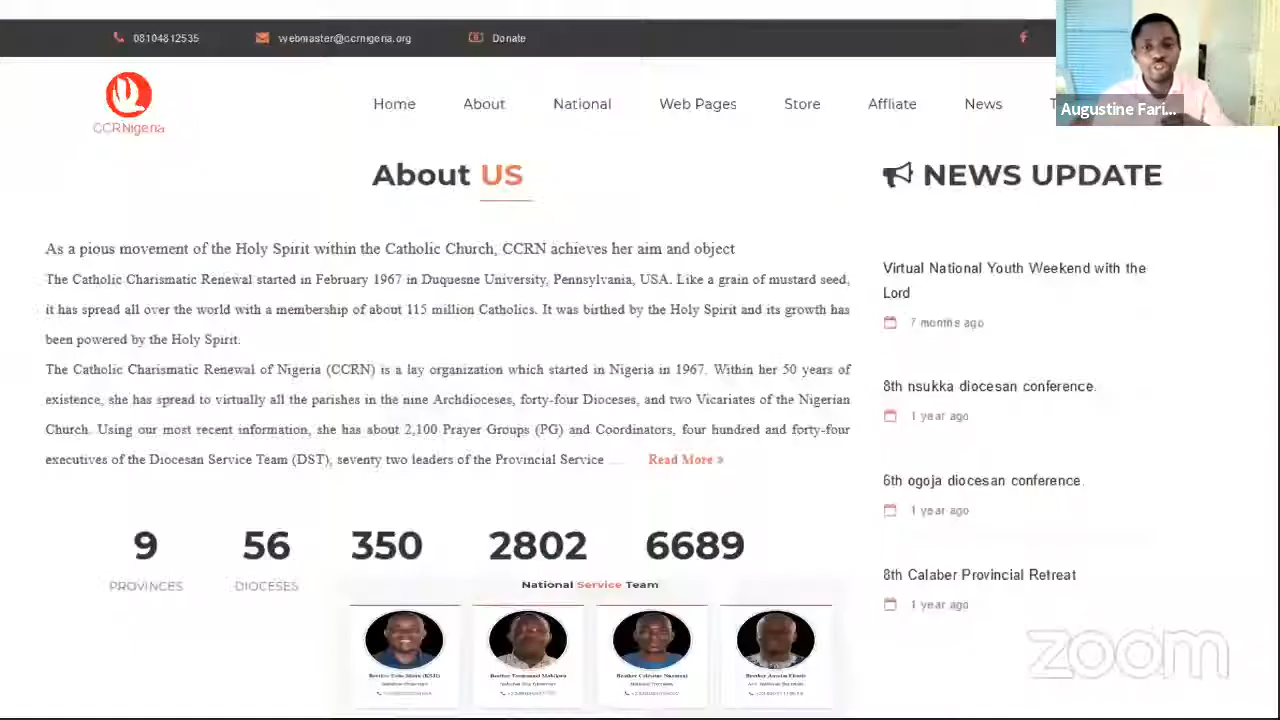 08104812535 webmaster@ccrnigeria.org Donate
CCRNigeria
Home About National Web Pages Store Affliate News T
Augustine Fari...
About US
NEWS UPDATE
As a pious movement of the Holy Spirit within the Catholic Church, CCRN achieves her aim and object
The Catholic Charismatic Renewal started in February 1967 in Duquesne University, Pennsylvania, USA. Like a grain of mustard seed,
it has spread all over the world with a membership of about 115 million Catholics. It was birthed by the Holy Spirit and its growth has
been powered by the Holy Spirit.
The Catholic Charismatic Renewal of Nigeria (CCRN) is a lay organization which started in Nigeria in 1967. Within her 50 years of
existence, she has spread to virtually all the parishes in the nine Archdioceses, forty-four Dioceses, and two Vicariates of the Nigerian
Church. Using our most recent information, she has about 2,100 Prayer Groups (PG) and Coordinators, four hundred and forty-four
executives of the Diocesan Service Team (DST), seventy two leaders of the Provincial Service .... Read More »
Virtual National Youth Weekend with the
Lord
7 months ago
8th nsukka diocesan conference.
1 year ago
6th ogoja diocesan conference.
1 year ago
8th Calaber Provincial Retreat
1 year ago
9 56 350 2802 6689
PROVINCES DIOCESES
National Service Team
zoom